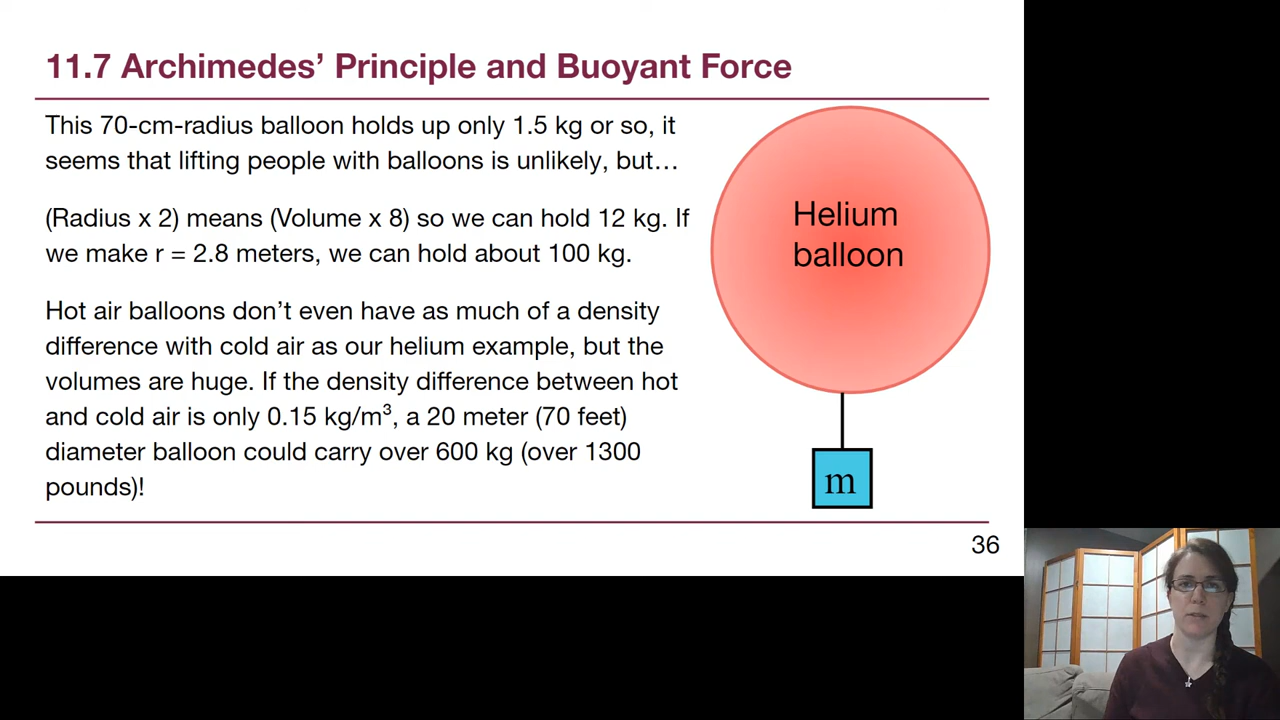 11.7 Archimedes’ Principle and Buoyant Force
This 70-cm-radius balloon holds up only 1.5 kg or so, it
seems that lifting people with balloons is unlikely, but…
(Radius x 2) means (Volume x 8) so we can hold 12 kg. If
we make r = 2.8 meters, we can hold about 100 kg.
Hot air balloons don’t even have as much of a density
difference with cold air as our helium example, but the
volumes are huge. If the density difference between hot
and cold air is only 0.15 kg/m³, a 20 meter (70 feet)
diameter balloon could carry over 600 kg (over 1300
pounds)!
Helium
balloon
m
36